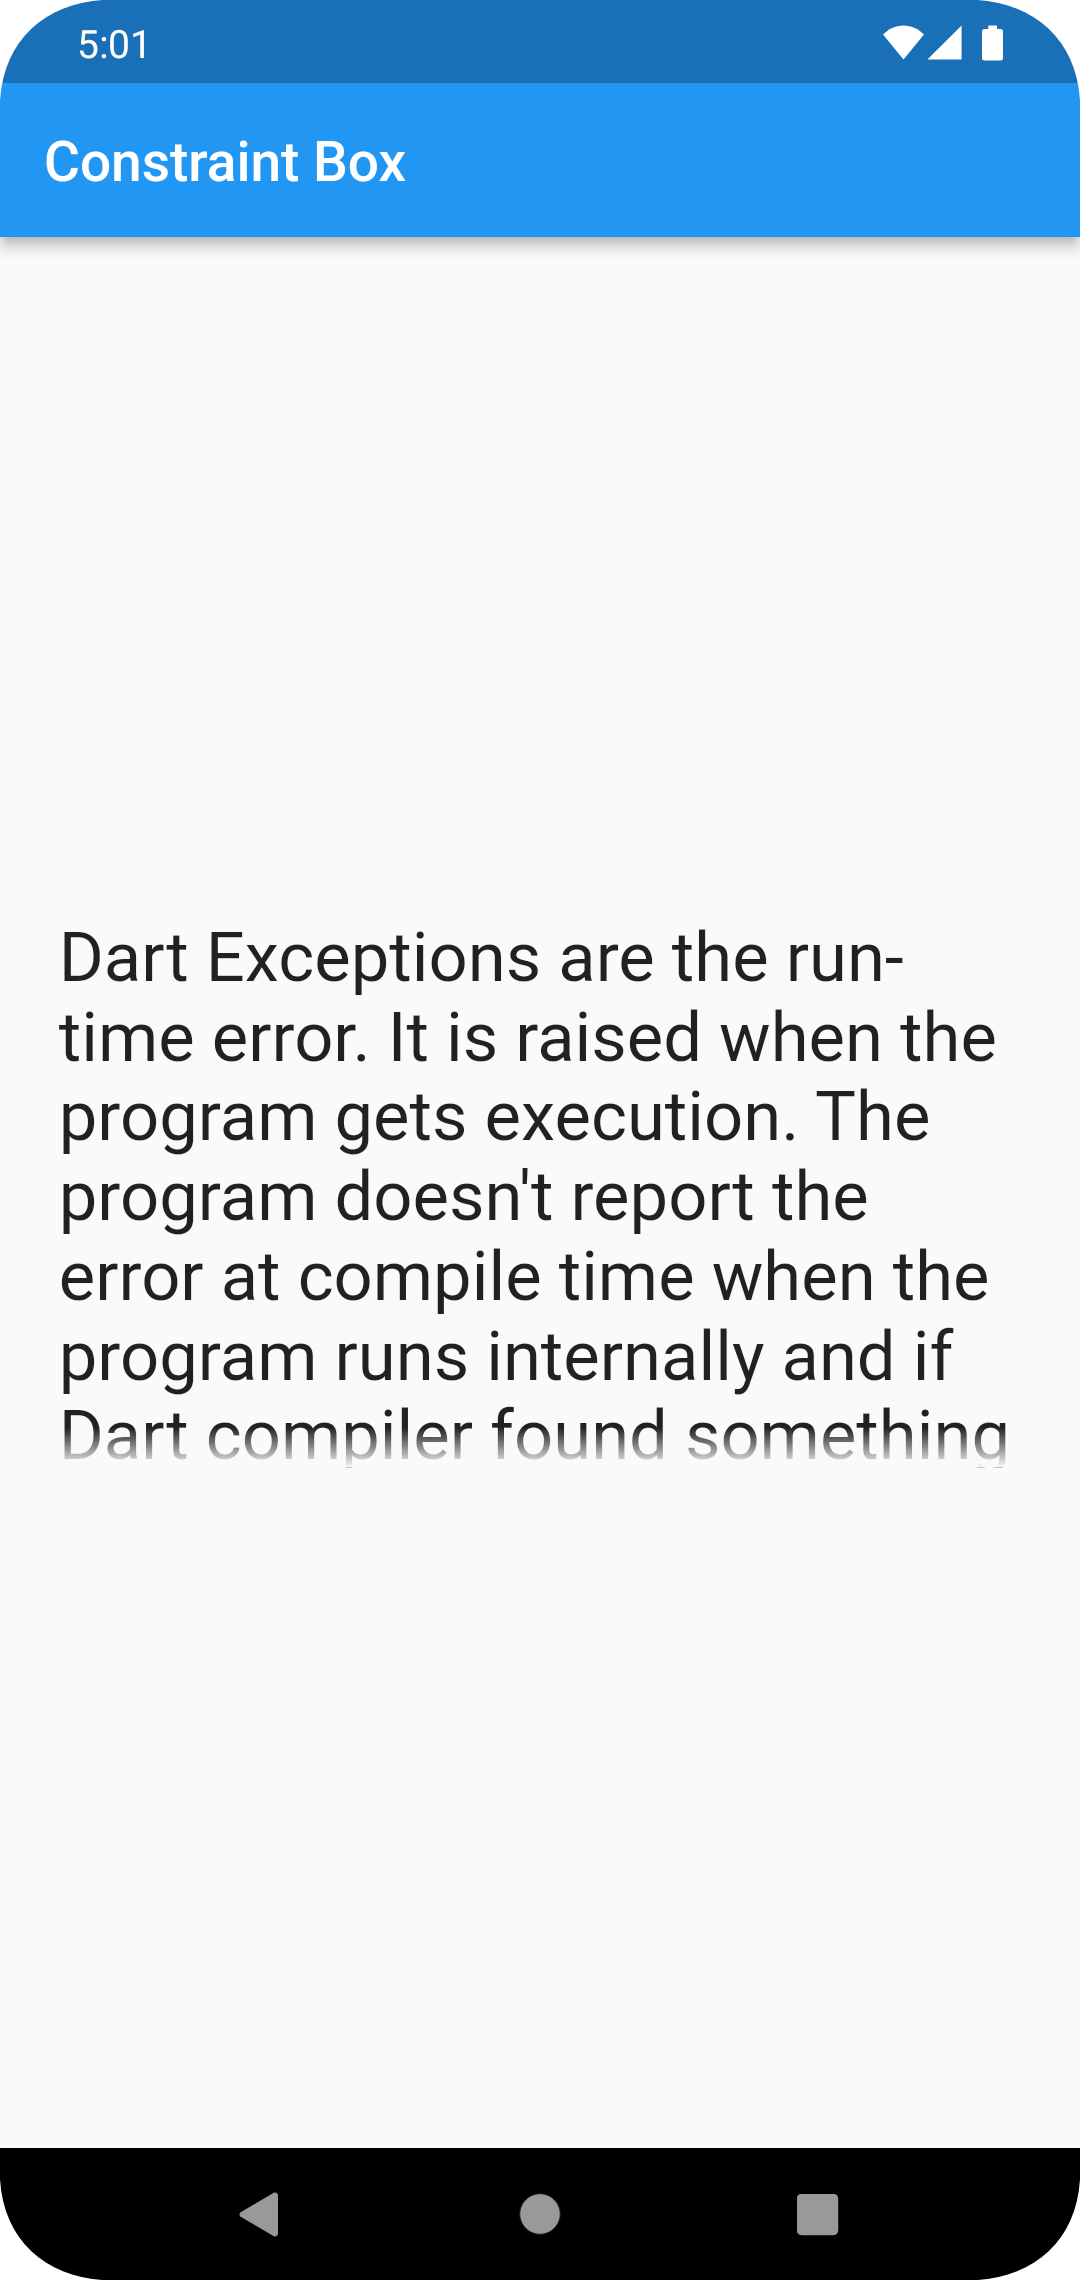 5:01
Constraint Box
Dart Exceptions are the run-
time error. It is raised when the
program gets execution. The
program doesn't report the
error at compile time when the
program runs internally and if
Dart compiler found something